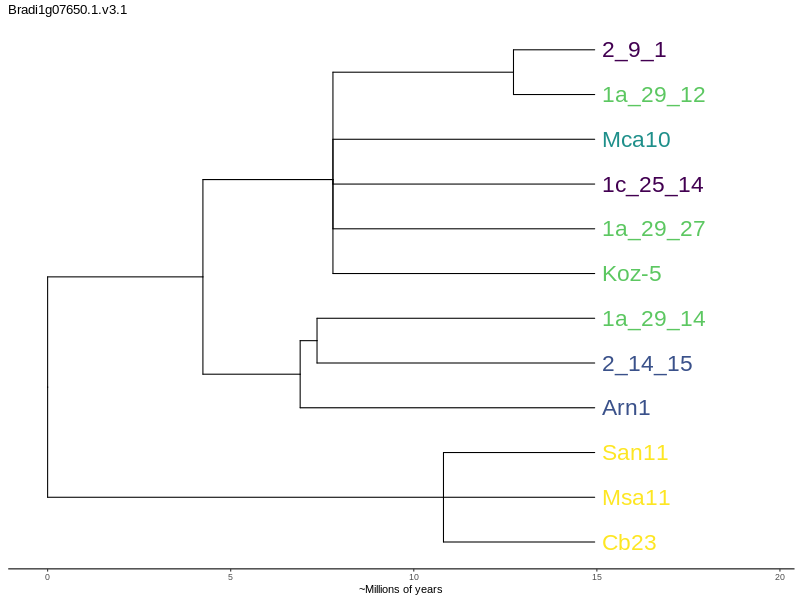 Bradi1g07650.1.v3.1
2_9_1
1a_29_12
Mca10
1c_25_14
1a_29_27
Koz-5
1a_29_14
2_14_15
Arn1
San11
Msa11
Cb23
0 5 10 15 20
~Millions of years